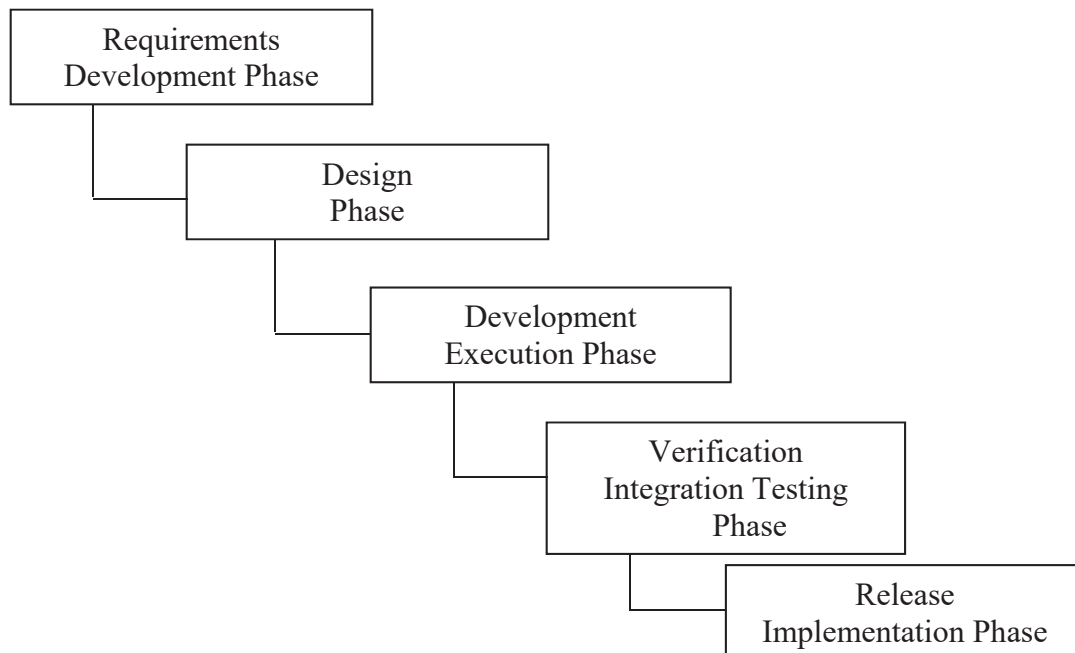 Requirements
Development Phase
Design
Phase
Development
Execution Phase
Verification
Integration Testing
Phase
Release
Implementation Phase